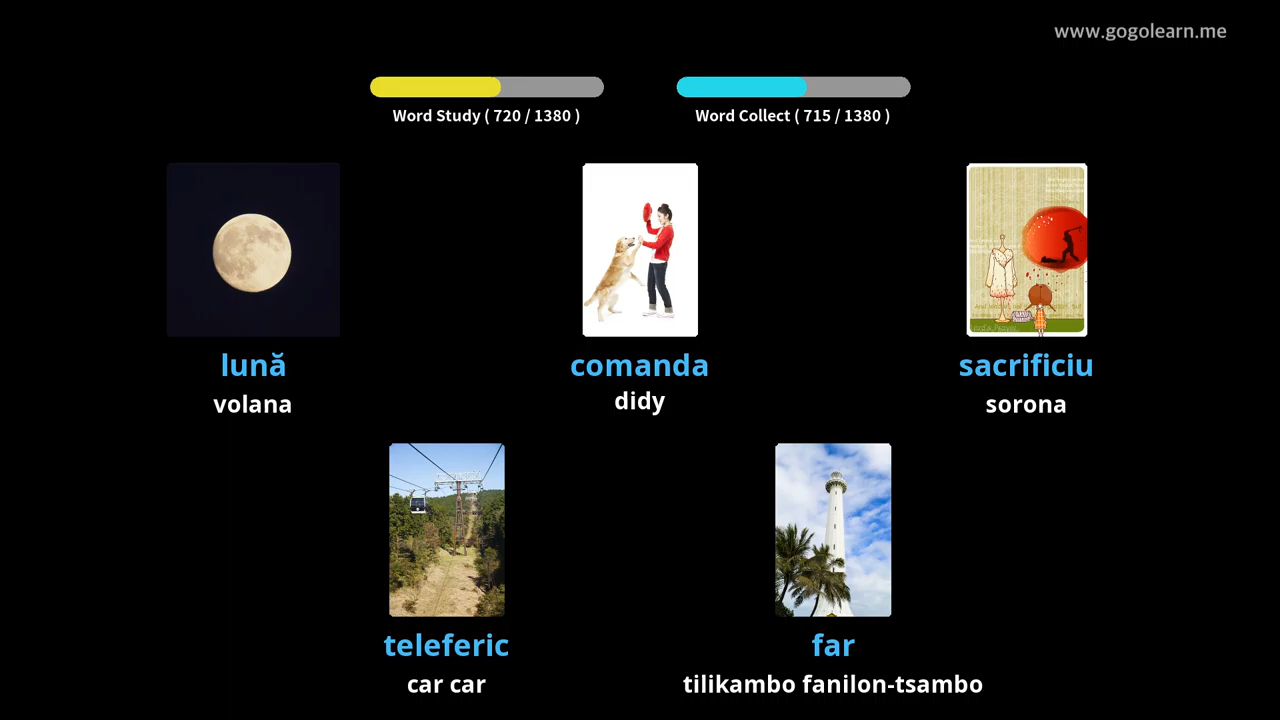 www.gogolearn.me
Word Study ( 720 / 1380 )
Word Collect ( 715 / 1380 )
lună
comanda
sacrificiu
volana
didy
sorona
teleferic
far
car car
tilikambo fanilon-tsambo